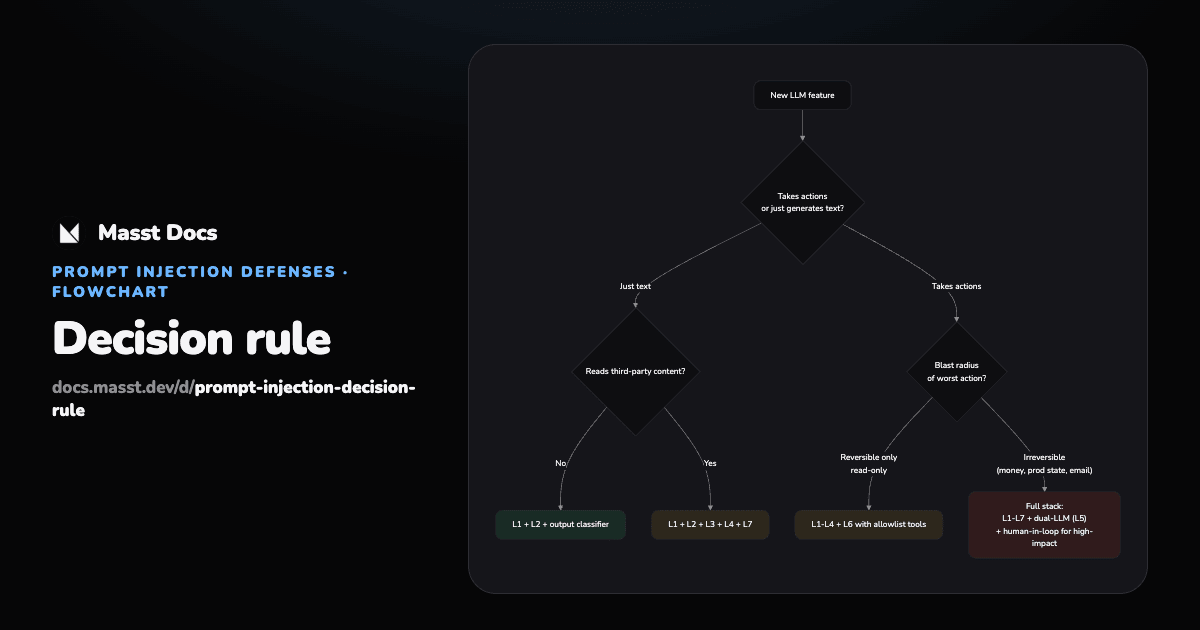 Masst Docs
PROMPT INJECTION DEFENSES ·
FLOWCHART
Decision rule
docs.masst.dev/d/prompt-injection-decision-
rule
New LLM feature
Takes actions
or just generates text?
Just text
Takes actions
Reads third-party content?
Blast radius
of worst action?
No
Yes
Reversible only
read-only
Irreversible
(money, prod state, email)
L1 + L2 + output classifier
L1 + L2 + L3 + L4 + L7
L1-L4 + L6 with allowlist tools
Full stack:
L1-L7 + dual-LLM (L5)
+ human-in-loop for high-
impact